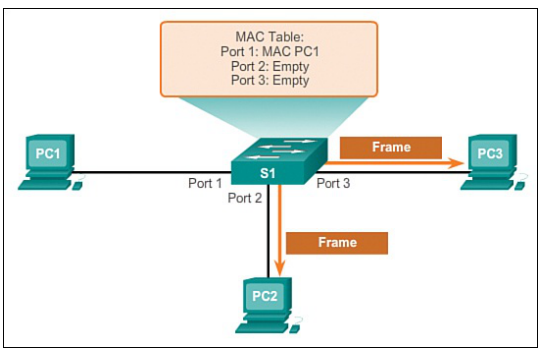 MAC Table:
Port 1: MAC PC1
Port 2: Empty
Port 3: Empty
PC1
Frame
PC3
S1
Port 1
Port 3
Port 2
Frame
PC2